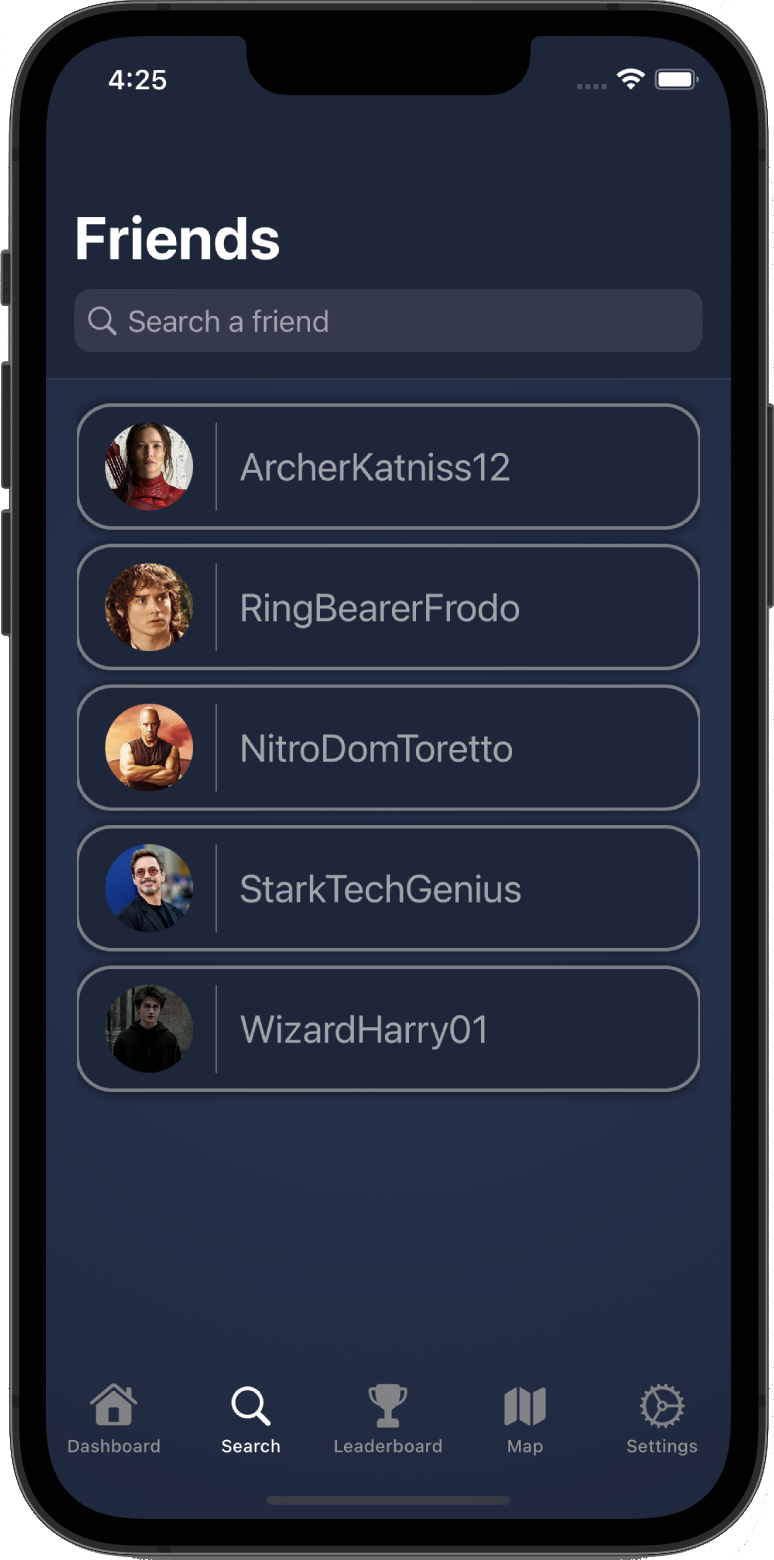 4:25
Friends
Search a friend
ArcherKatniss12
RingBearerFrodo
NitroDomToretto
StarkTechGenius
WizardHarry01
Dashboard Search Leaderboard Map Settings